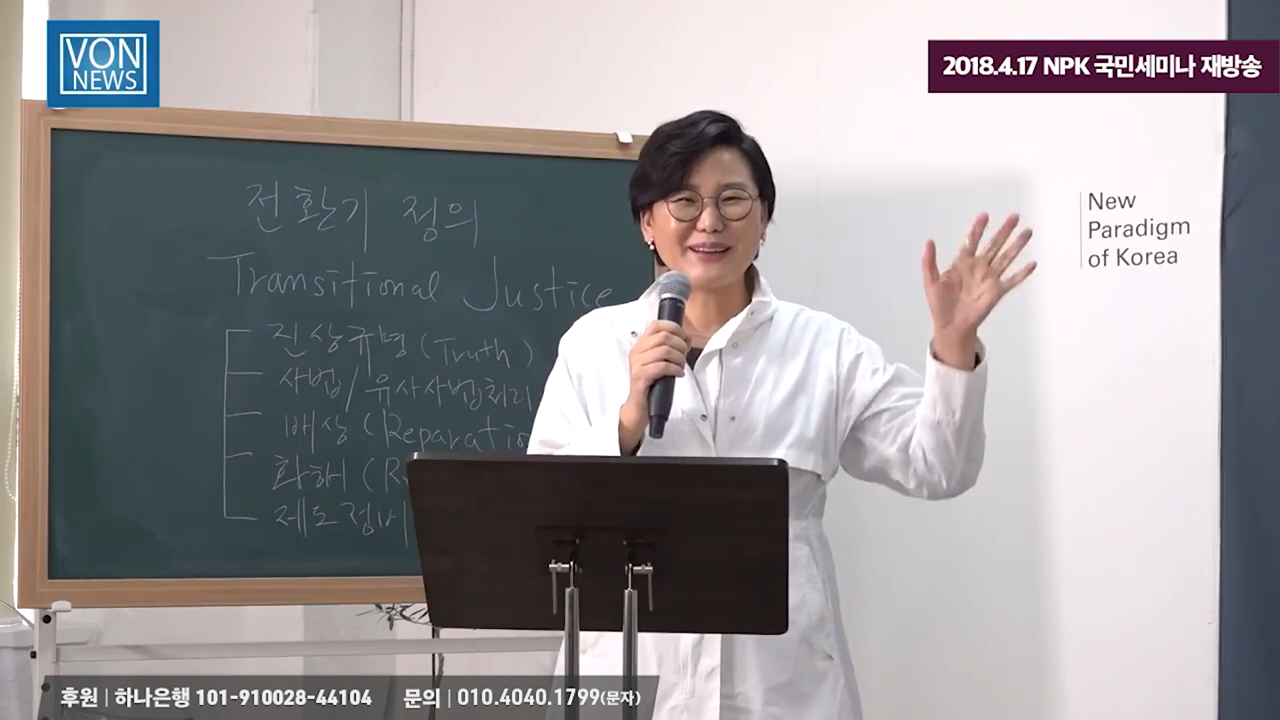 VON
NEWS
2018.4.17 NPK 국민세미나 재방송
New
Paradigm
of Korea
전환기 정의
Transitional Justice
진상규명 (Truth)
사법/유사사법처리
배상 (Reparatio
화해 (R
제도정비
후원 | 하나은행 101-910028-44104 문의 | 010.4040.1799(문자)